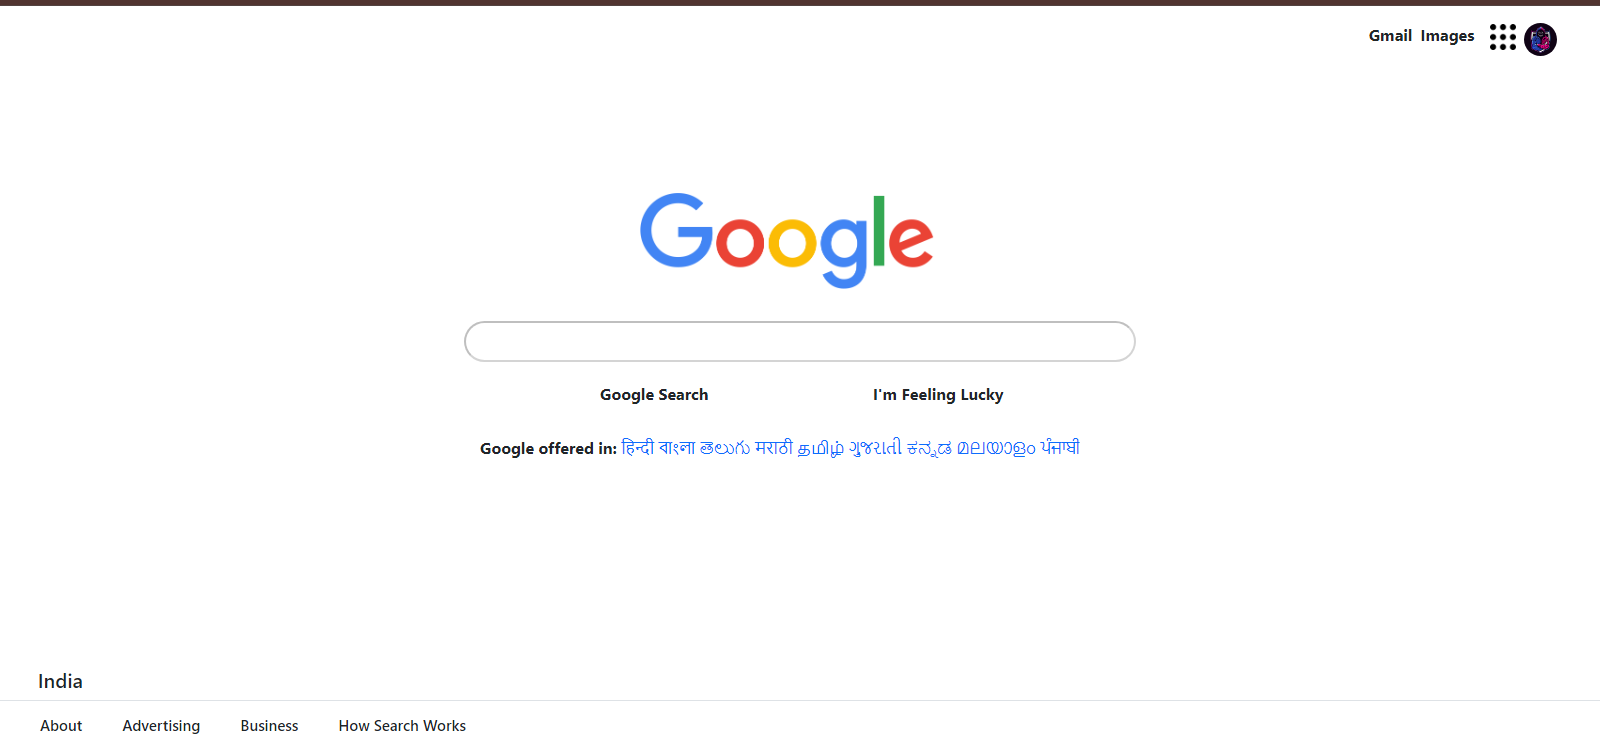 Gmail Images
Google
Google Search I'm Feeling Lucky
Google offered in: हिन्दी বাংলা తెలుగు मराठी தமிழ் ગુજરાતી ಕನ್ನಡ മലയാളം ਪੰਜਾਬੀ
India
About Advertising Business How Search Works